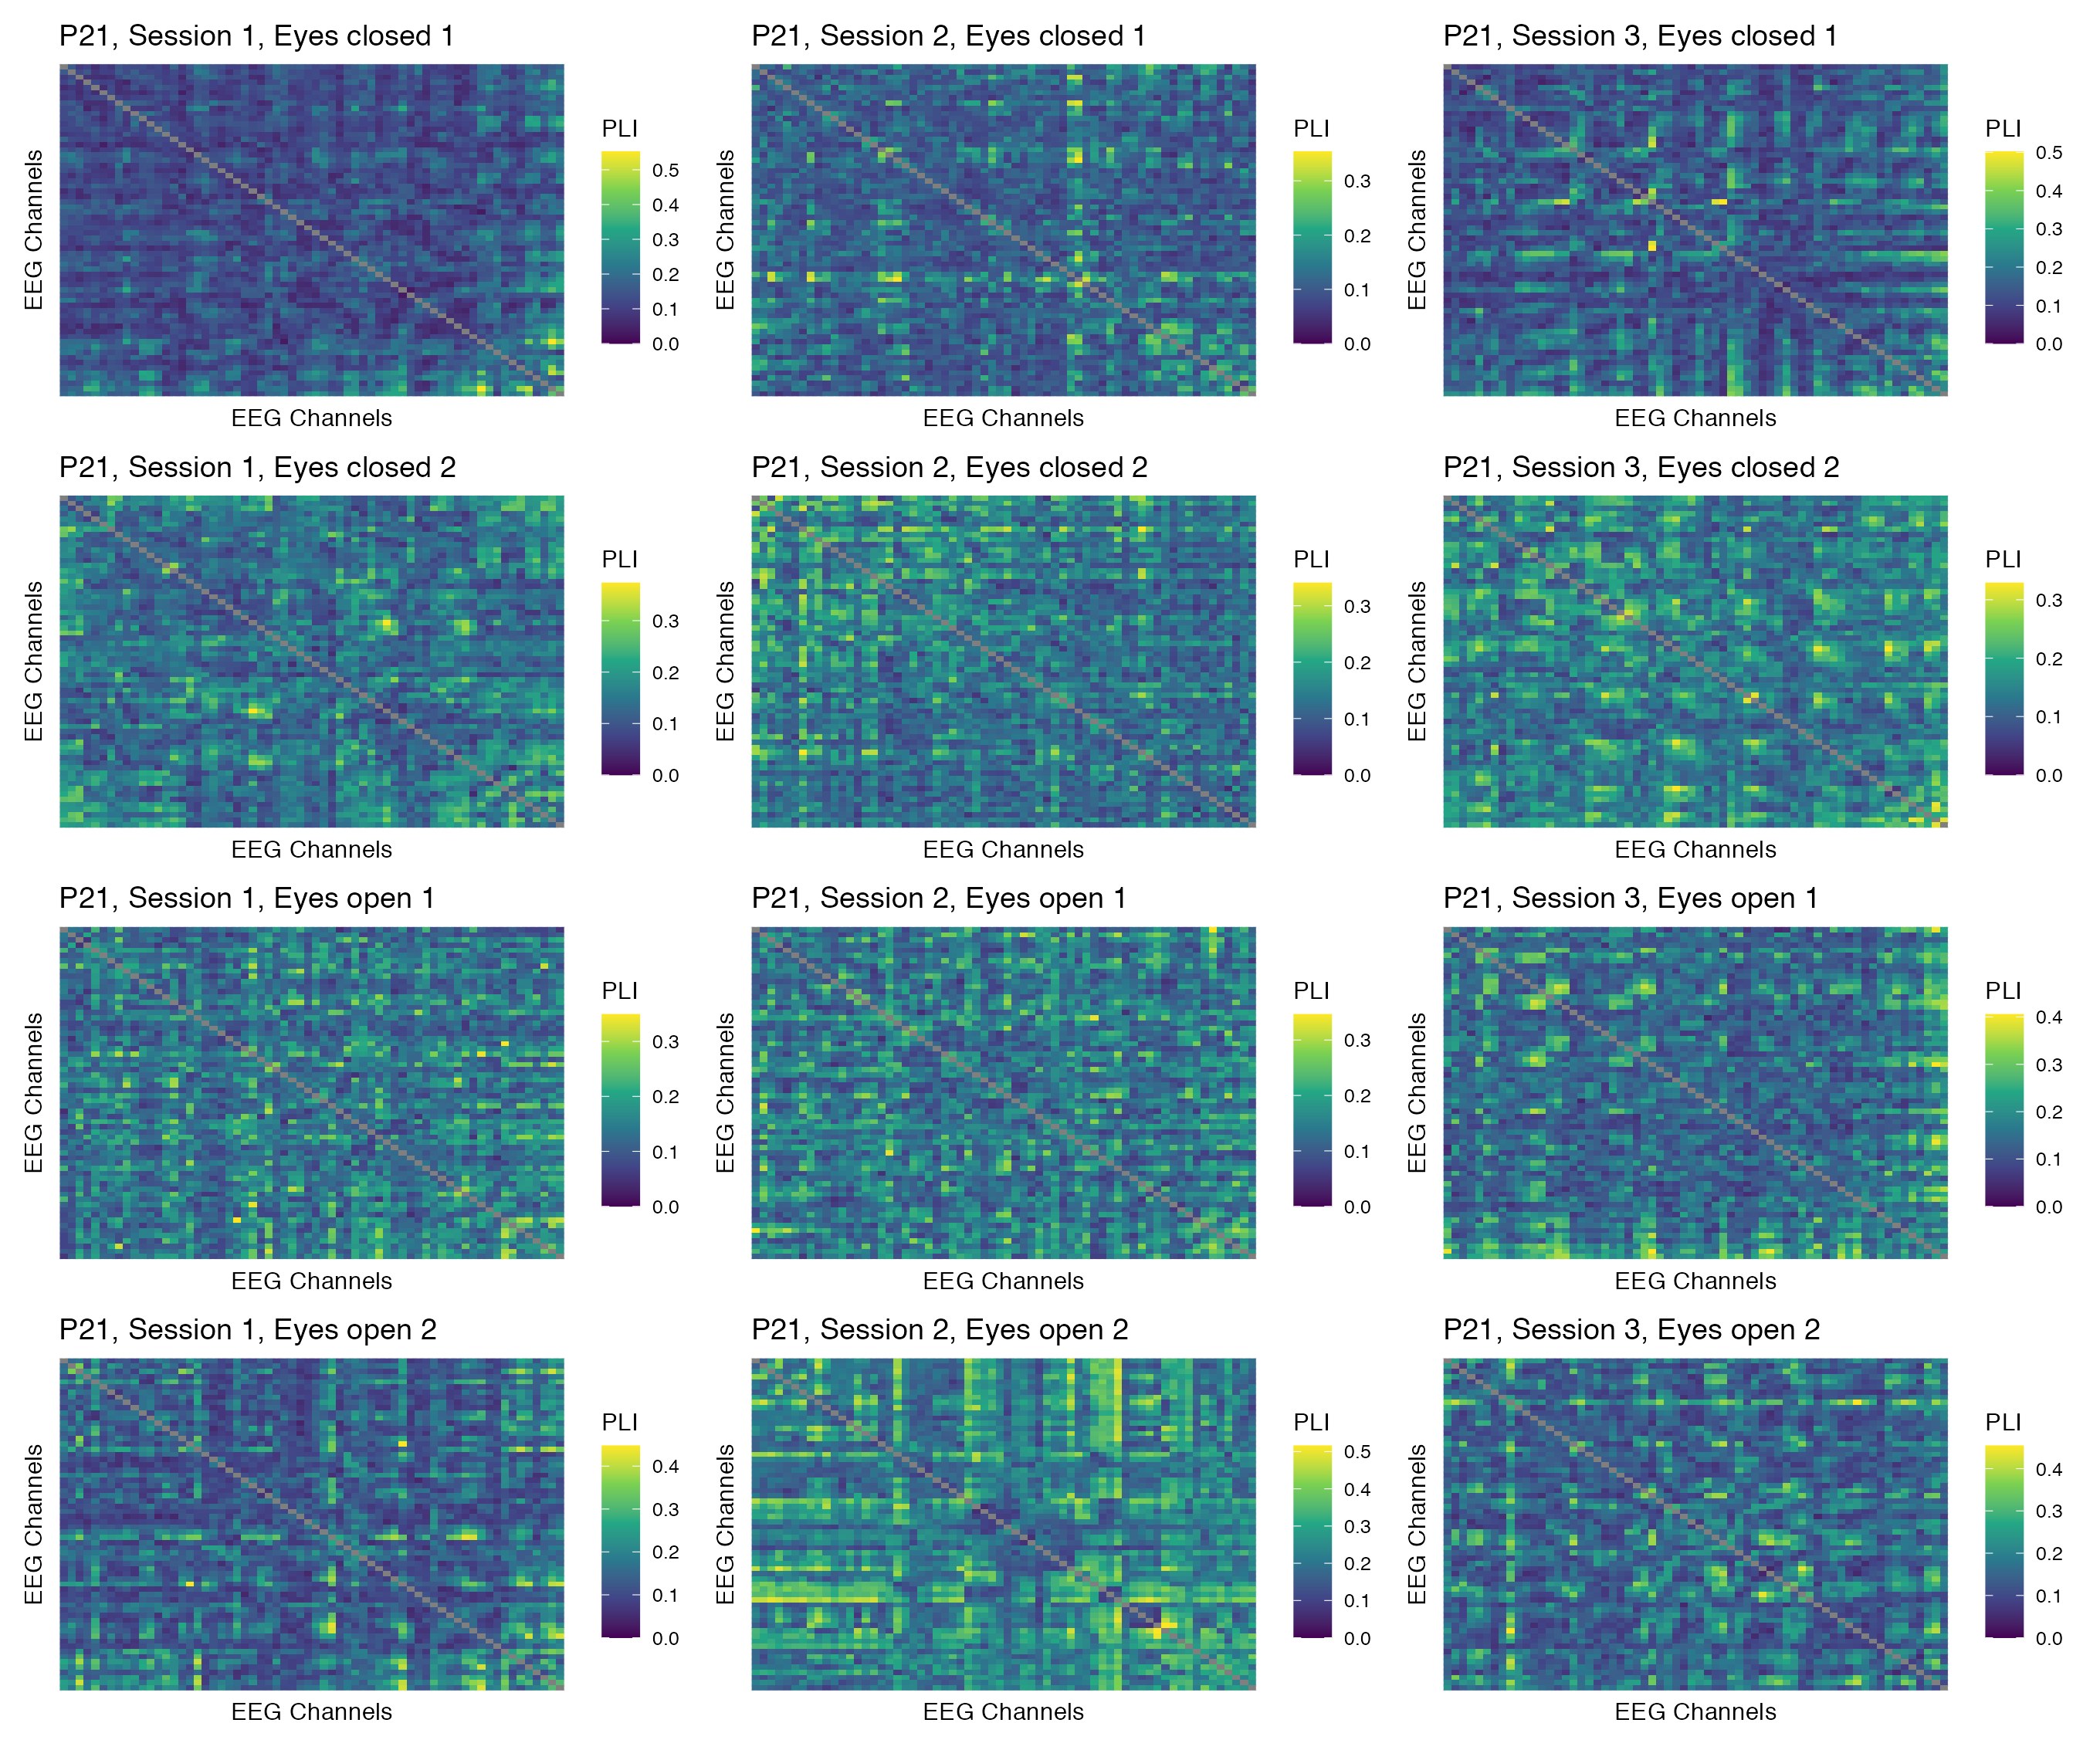 P21, Session 1, Eyes closed 1
EEG Channels
EEG Channels
PLI
0.5
0.4
0.3
0.2
0.1
0.0
P21, Session 2, Eyes closed 1
EEG Channels
EEG Channels
PLI
0.3
0.2
0.1
0.0
P21, Session 3, Eyes closed 1
EEG Channels
EEG Channels
PLI
0.5
0.4
0.3
0.2
0.1
0.0
P21, Session 1, Eyes closed 2
EEG Channels
EEG Channels
PLI
0.3
0.2
0.1
0.0
P21, Session 2, Eyes closed 2
EEG Channels
EEG Channels
PLI
0.3
0.2
0.1
0.0
P21, Session 3, Eyes closed 2
EEG Channels
EEG Channels
PLI
0.3
0.2
0.1
0.0
P21, Session 1, Eyes open 1
EEG Channels
EEG Channels
PLI
0.3
0.2
0.1
0.0
P21, Session 2, Eyes open 1
EEG Channels
EEG Channels
PLI
0.3
0.2
0.1
0.0
P21, Session 3, Eyes open 1
EEG Channels
EEG Channels
PLI
0.4
0.3
0.2
0.1
0.0
P21, Session 1, Eyes open 2
EEG Channels
EEG Channels
PLI
0.4
0.3
0.2
0.1
0.0
P21, Session 2, Eyes open 2
EEG Channels
EEG Channels
PLI
0.5
0.4
0.3
0.2
0.1
0.0
P21, Session 3, Eyes open 2
EEG Channels
EEG Channels
PLI
0.4
0.3
0.2
0.1
0.0